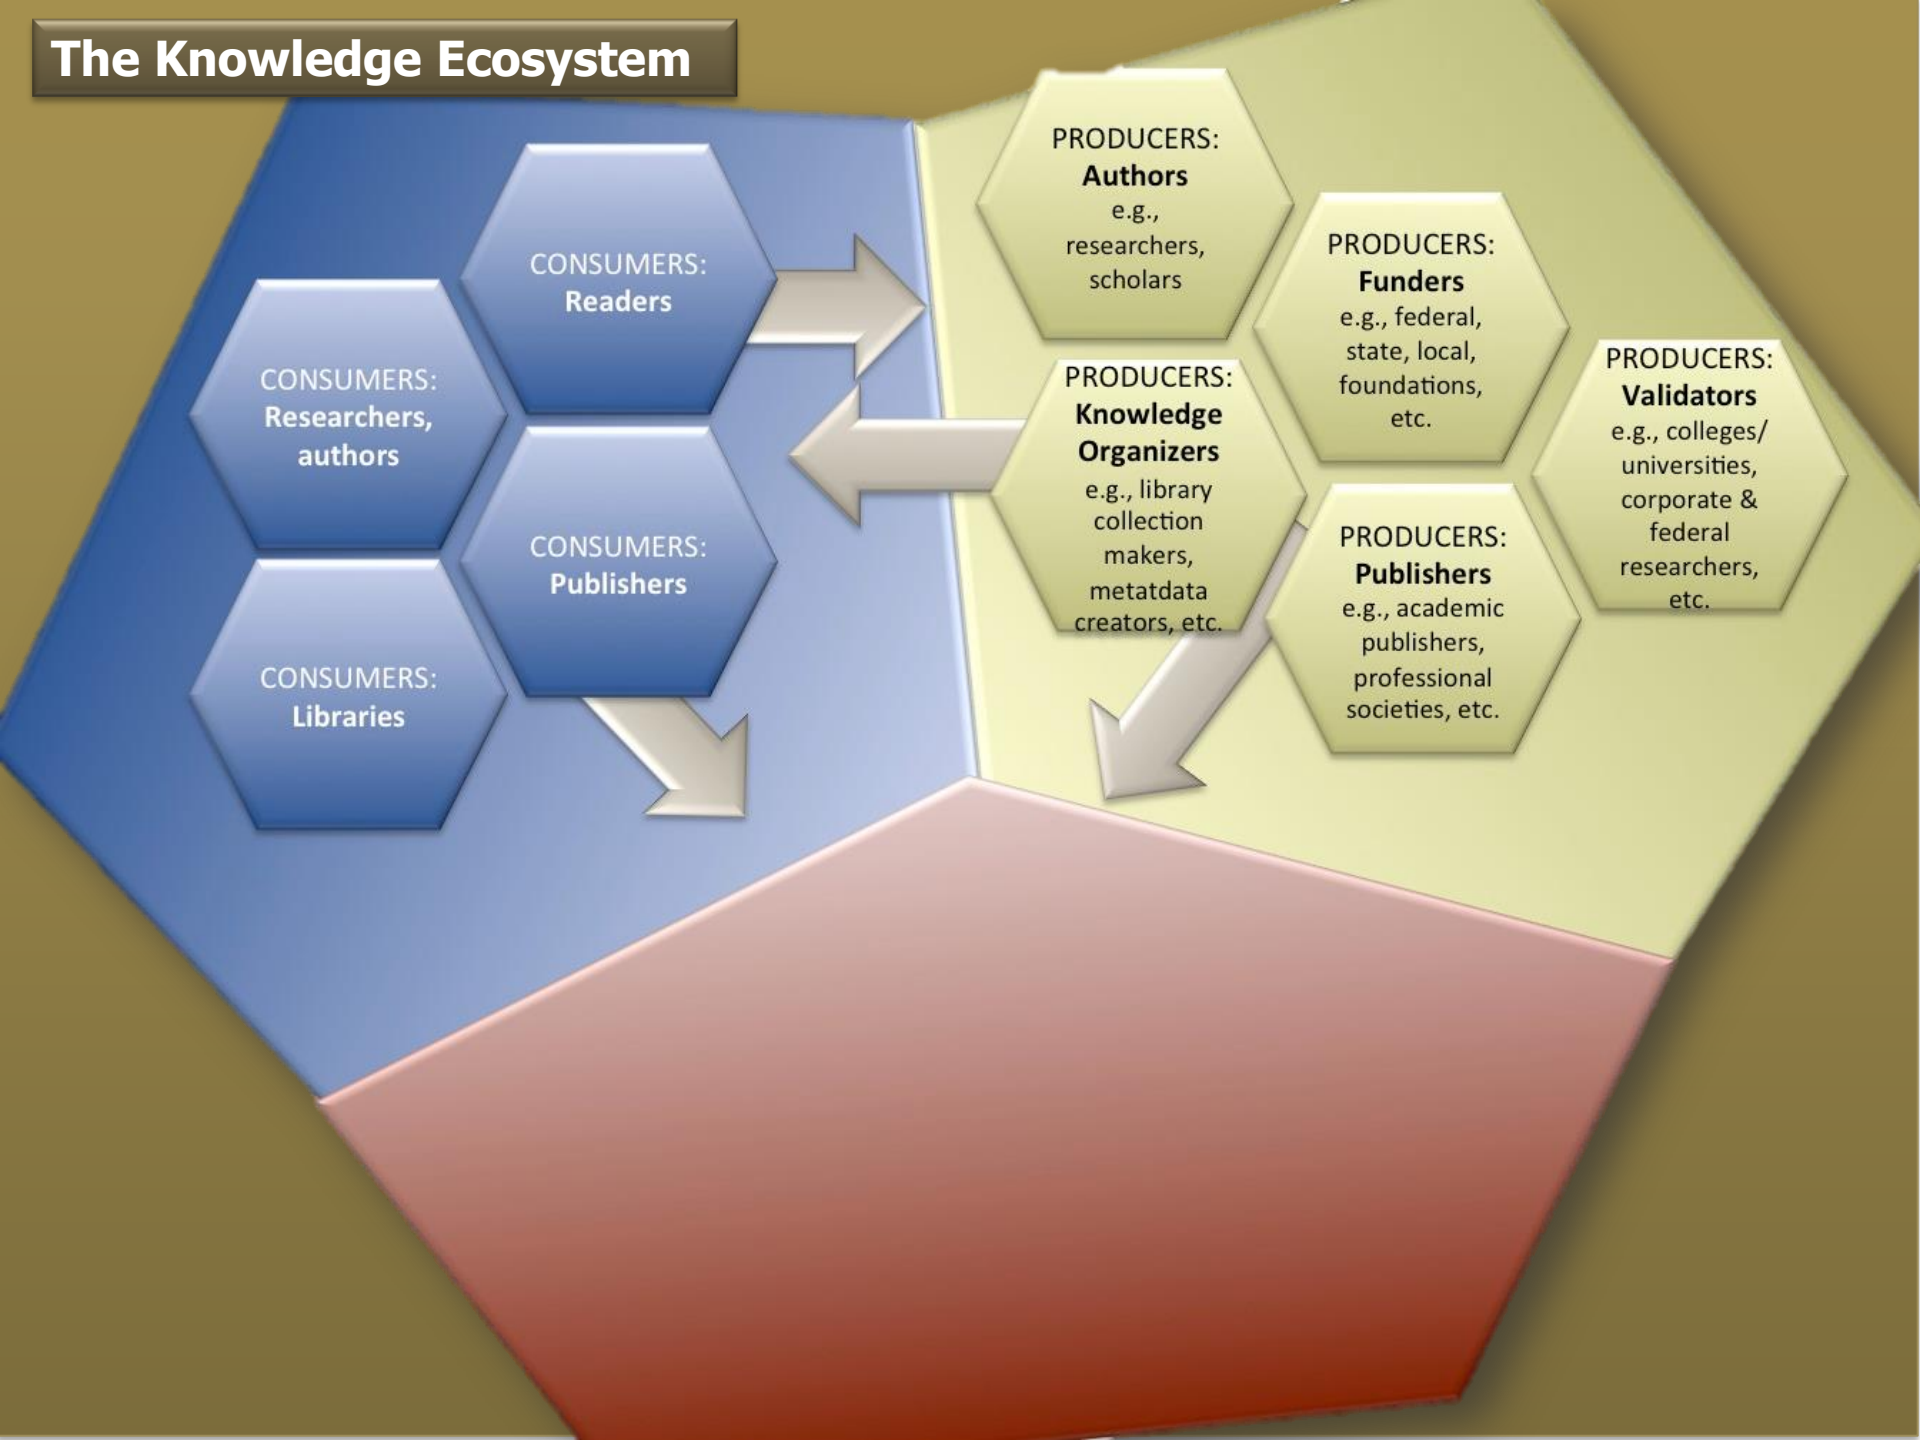 The Knowledge Ecosystem
CONSUMERS:
Readers
CONSUMERS:
Researchers,
authors
CONSUMERS:
Publishers
CONSUMERS:
Libraries
PRODUCERS:
Authors
e.g.,
researchers,
scholars
PRODUCERS:
Funders
e.g., federal,
state, local,
foundations,
etc.
PRODUCERS:
Validators
e.g., colleges/
universities,
corporate &
federal
researchers,
etc.
PRODUCERS:
Knowledge
Organizers
e.g., library
collection
makers,
metatdata
creators, etc.
PRODUCERS:
Publishers
e.g., academic
publishers,
professional
societies, etc.